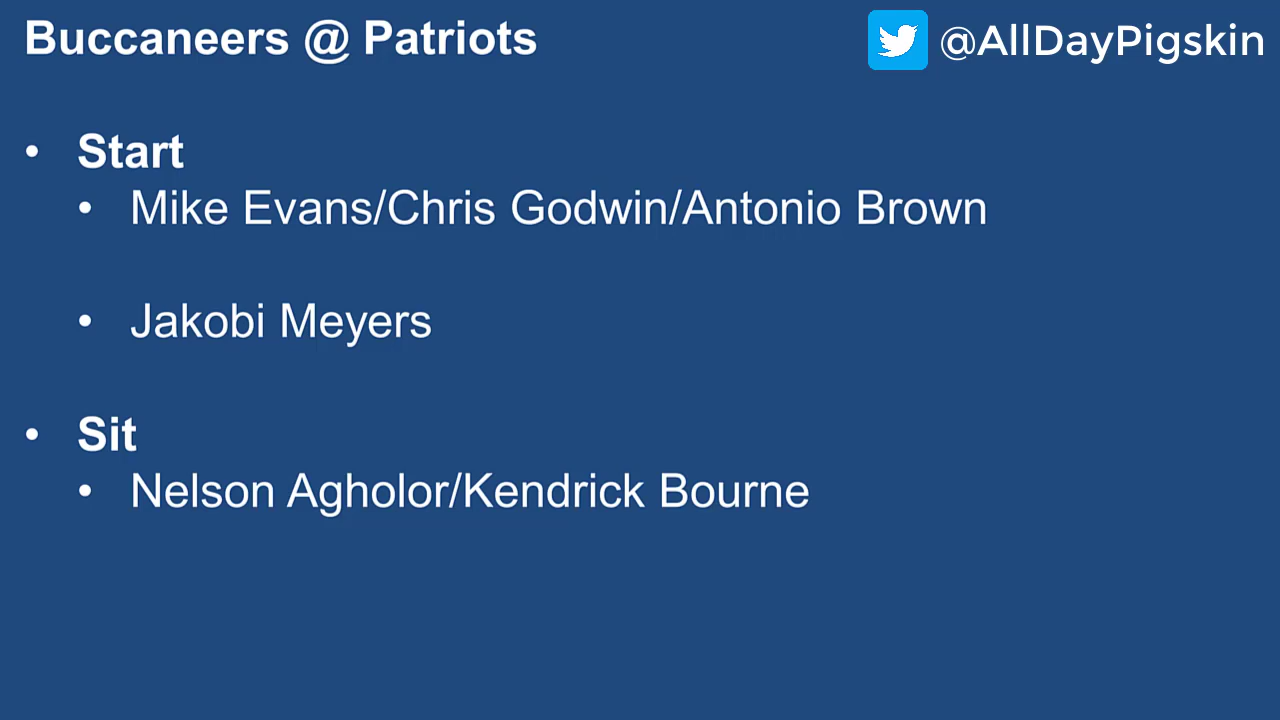 Buccaneers @ Patriots
@AllDayPigskin
• Start
• Mike Evans/Chris Godwin/Antonio Brown
• Jakobi Meyers
• Sit
• Nelson Agholor/Kendrick Bourne